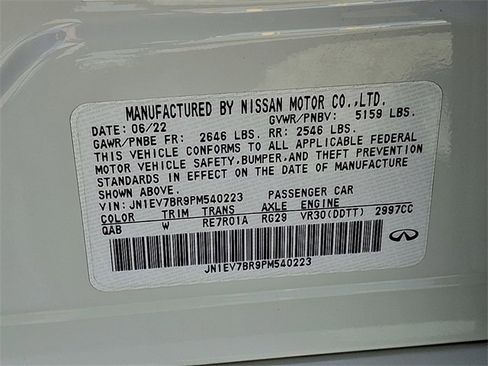 MANUFACTURED BY NISSAN MOTOR CO.,LTD.
DATE: 06/22 GVWR/PNBV: 5159 LBS.
GAWR/PNBE FR: 2646 LBS. RR: 2546 LBS.
THIS VEHICLE CONFORMS TO ALL APPLICABLE FEDERAL
MOTOR VEHICLE SAFETY,BUMPER,AND THEFT PREVENTION
STANDARDS IN EFFECT ON THE DATE OF MANUFACTURE
SHOWN ABOVE.
VIN: JN1EV7BR9PM540223 PASSENGER CAR
COLOR TRIM TRANS AXLE ENGINE
QAB W RE7R01A RG29 VR30(DDTT) 2997CC
JN1EV7BR9PM540223